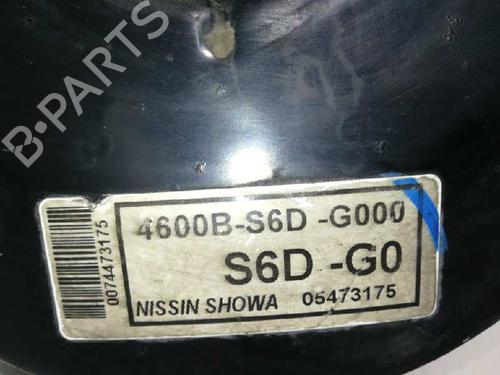 B-PARTS
4600B-S6D -G000
S6D -G0
NISSIN SHOWA 05473175
0074473175